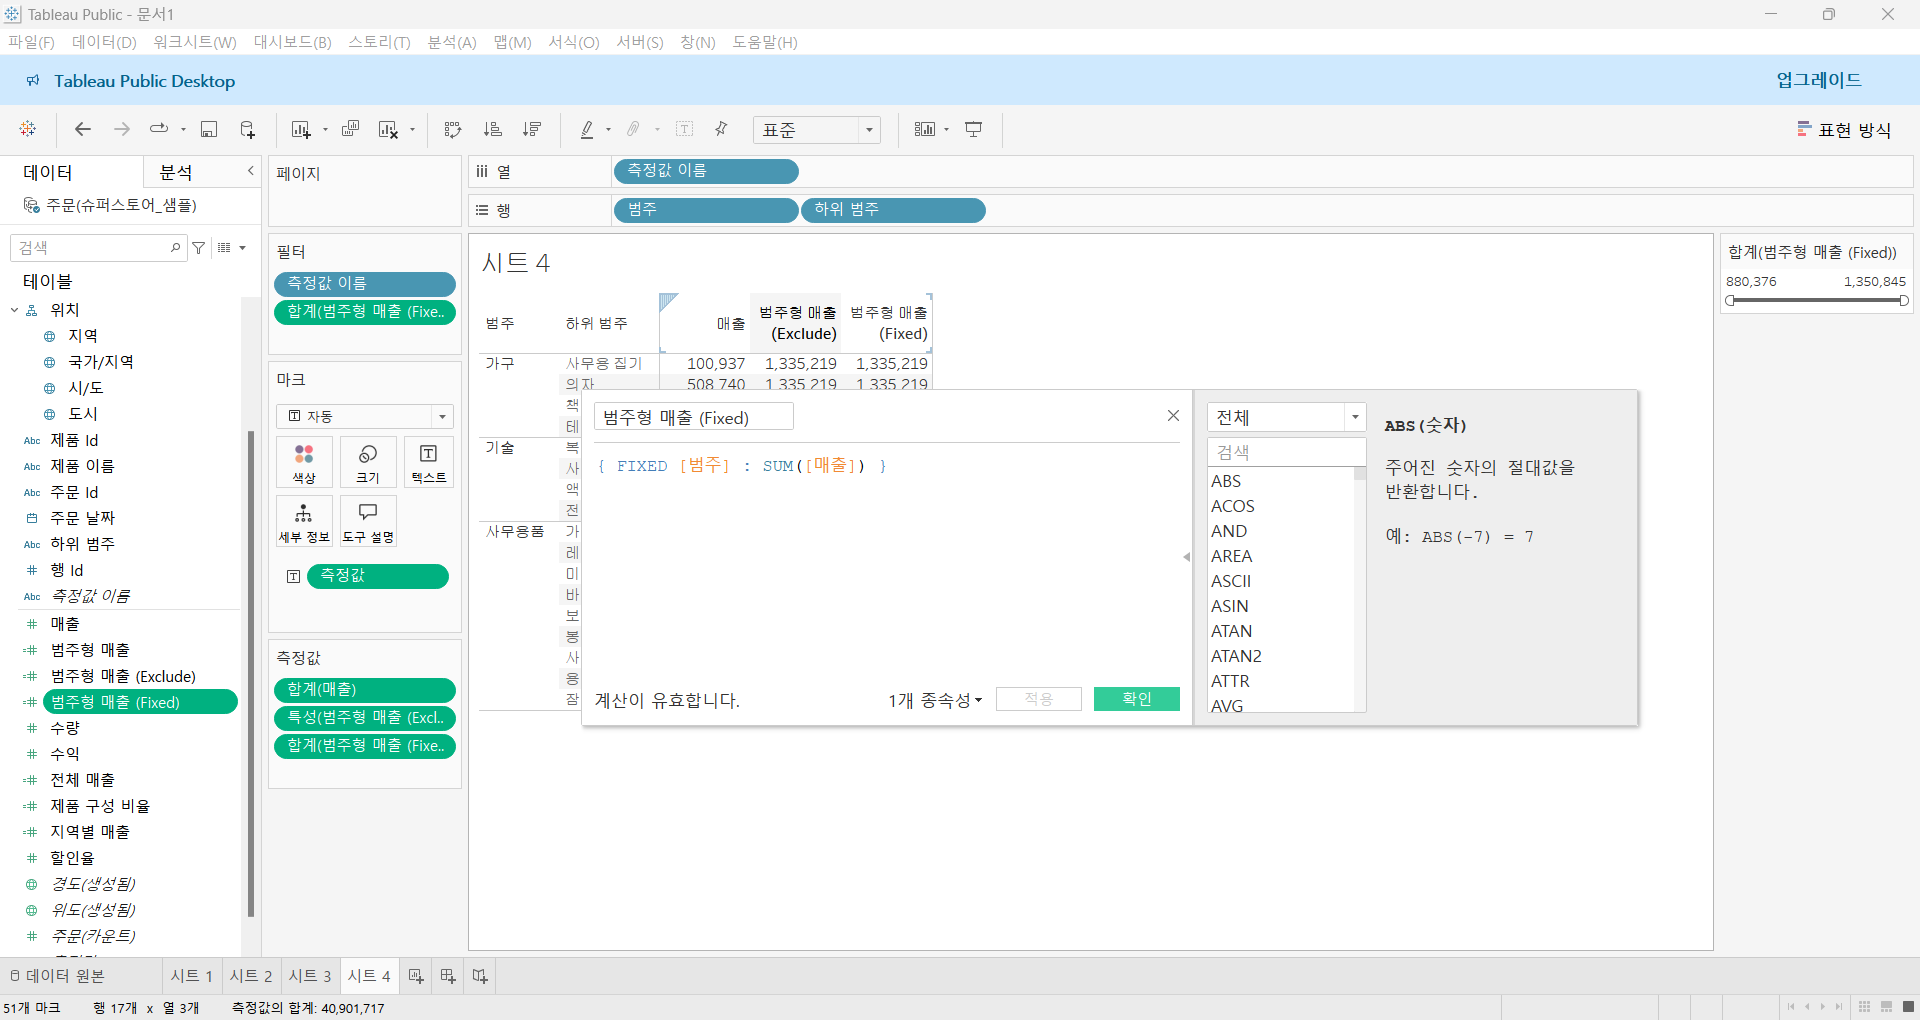 Tableau Public - 문서1
파일(F) 데이터(D) 워크시트(W) 대시보드(B) 스토리(T) 분석(A) 맵(M) 서식(O) 서버(S) 창(N) 도움말(H)
Tableau Public Desktop
업그레이드
표준
표현 방식
데이터
분석
주문(슈퍼스토어_샘플)
검색
테이블
위치
지역
국가/지역
시/도
도시
Abc 제품 Id
Abc 제품 이름
Abc 주문 Id
주문 날짜
Abc 하위 범주
# 행 Id
Abc 측정값 이름
# 매출
=# 범주형 매출
=# 범주형 매출 (Exclude)
=# 범주형 매출 (Fixed)
# 수량
# 수익
=# 전체 매출
=# 제품 구성 비율
=# 지역별 매출
# 할인율
경도(생성됨)
위도(생성됨)
# 주문(카운트)
페이지
필터
측정값 이름
합계(범주형 매출 (Fixe..
마크
자동
색상
크기
텍스트
세부 정보
도구 설명
측정값
측정값
합계(매출)
특성(범주형 매출 (Excl..
합계(범주형 매출 (Fixe..
열
측정값 이름
행
범주
하위 범주
시트 4
범주 하위 범주 매출 범주형 매출 (Exclude) 범주형 매출 (Fixed)
가구 사무용 집기 100,937 1,335,219 1,335,219
의자 508,740 1,335,219 1,335,219
책
테
기술 복
사
액
전
사무용품 가
레
미
바
보
봉
사
용
잠
범주형 매출 (Fixed)
{ FIXED [범주] : SUM([매출]) }
계산이 유효합니다.
1개 종속성
적용
확인
전체
검색
ABS
ACOS
AND
AREA
ASCII
ASIN
ATAN
ATAN2
ATTR
AVG
ABS(숫자)
주어진 숫자의 절대값을
반환합니다.
예: ABS(-7) = 7
합계(범주형 매출 (Fixed))
880,376 1,350,845
데이터 원본
시트 1
시트 2
시트 3
시트 4
51개 마크
행 17개 x 열 3개
측정값의 합계: 40,901,717